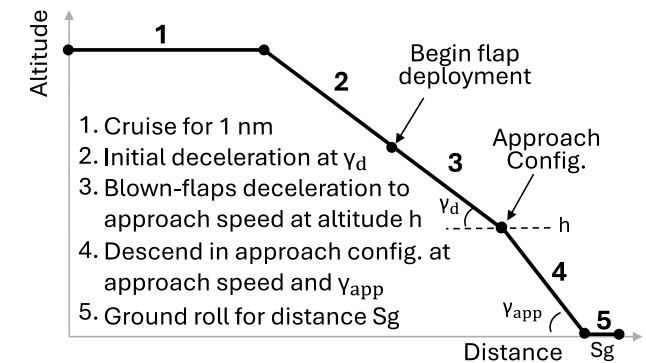 Altitude
1
2
Begin flap
deployment
3
Approach
Config.
1. Cruise for 1 nm
2. Initial deceleration at γd
3. Blown-flaps deceleration to
approach speed at altitude h
4. Descend in approach config. at
approach speed and γapp
5. Ground roll for distance Sg
γd
h
4
γapp
5
Distance
Sg